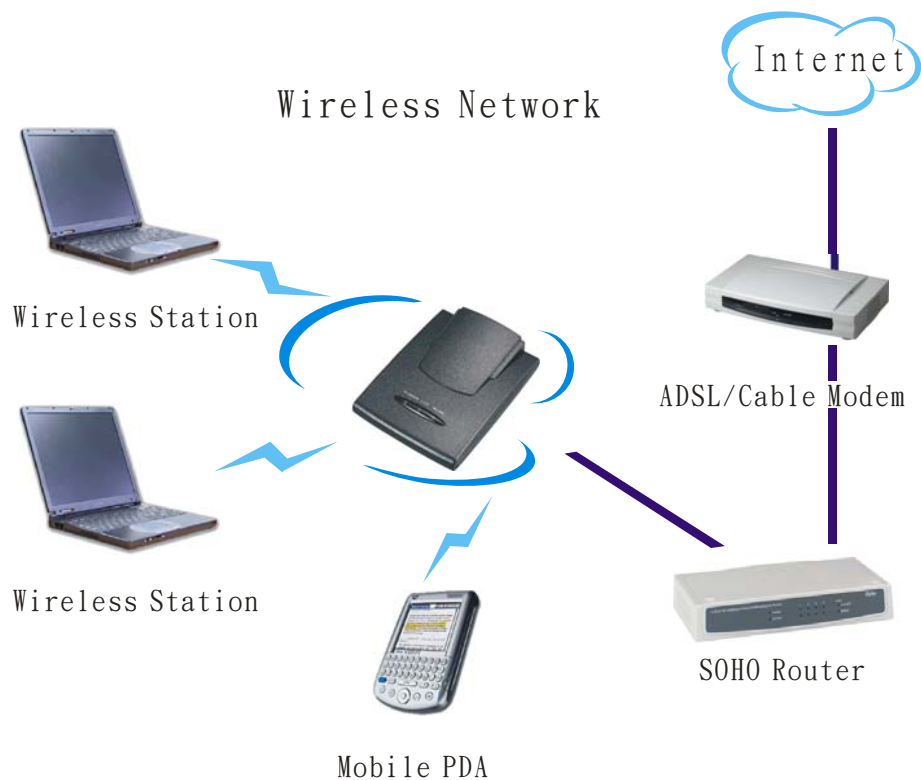 Internet
Wireless Network
Wireless Station
ADSL/Cable Modem
Wireless Station
SOHO Router
Mobile PDA